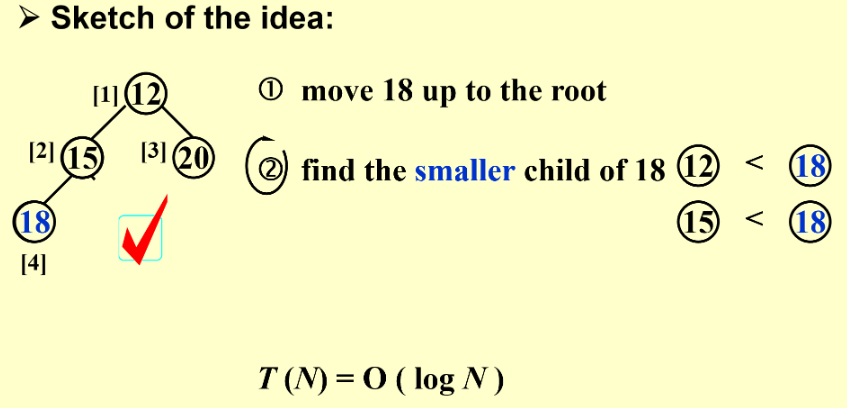 ➢ Sketch of the idea:
[1] 12
① move 18 up to the root
[2] 15 [3] 20
② find the smaller child of 18 12 < 18
18 15 < 18
[4]
T (N) = O ( log N )